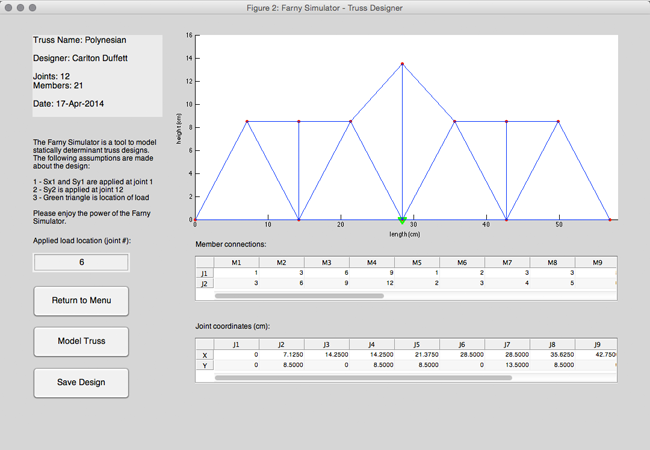 Figure 2: Farny Simulator - Truss Designer
Truss Name: Polynesian
Designer: Carlton Duffett
Joints: 12
Members: 21
Date: 17-Apr-2014
The Farny Simulator is a tool to model
statically determinant truss designs.
The following assumptions are made
about the design:
1 - Sx1 and Sy1 are applied at joint 1
2 - Sy2 is applied at joint 12
3 - Green triangle is location of load
Please enjoy the power of the Farny
Simulator.
Applied load location (joint #):
6
Return to Menu
Model Truss
Save Design
height (cm)
16
14
12
10
8
6
4
2
0
0 10 20 30 40 50
length (cm)
Member connections:
M1 M2 M3 M4 M5 M6 M7 M8 M9
J1 1 3 6 9 1 2 3 3
J2 3 6 9 12 2 3 4 5
Joint coordinates (cm):
J1 J2 J3 J4 J5 J6 J7 J8 J9
X 0 7.1250 14.2500 14.2500 21.3750 28.5000 28.5000 35.6250 42.750
Y 0 8.5000 0 8.5000 8.5000 0 13.5000 8.5000